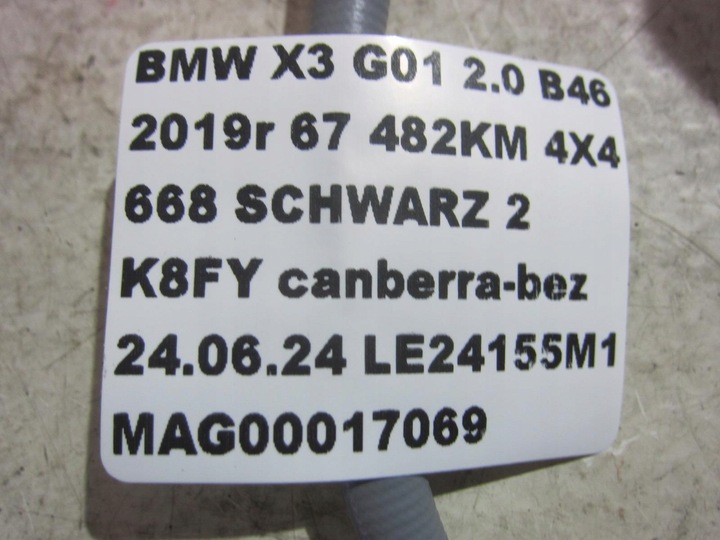 BMW X3 G01 2.0 B46
2019r 67 482KM 4X4
668 SCHWARZ 2
K8FY canberra-bez
24.06.24 LE24155M1
MAG00017069